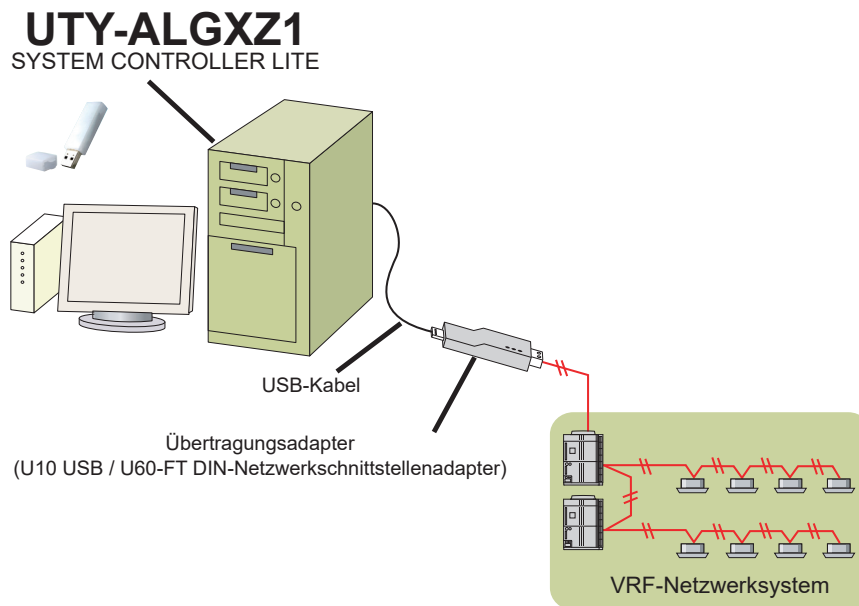 UTY-ALGXZ1
SYSTEM CONTROLLER LITE
USB-Kabel
Übertragungsadapter
(U10 USB / U60-FT DIN-Netzwerkschnittstellenadapter)
VRF-Netzwerksystem